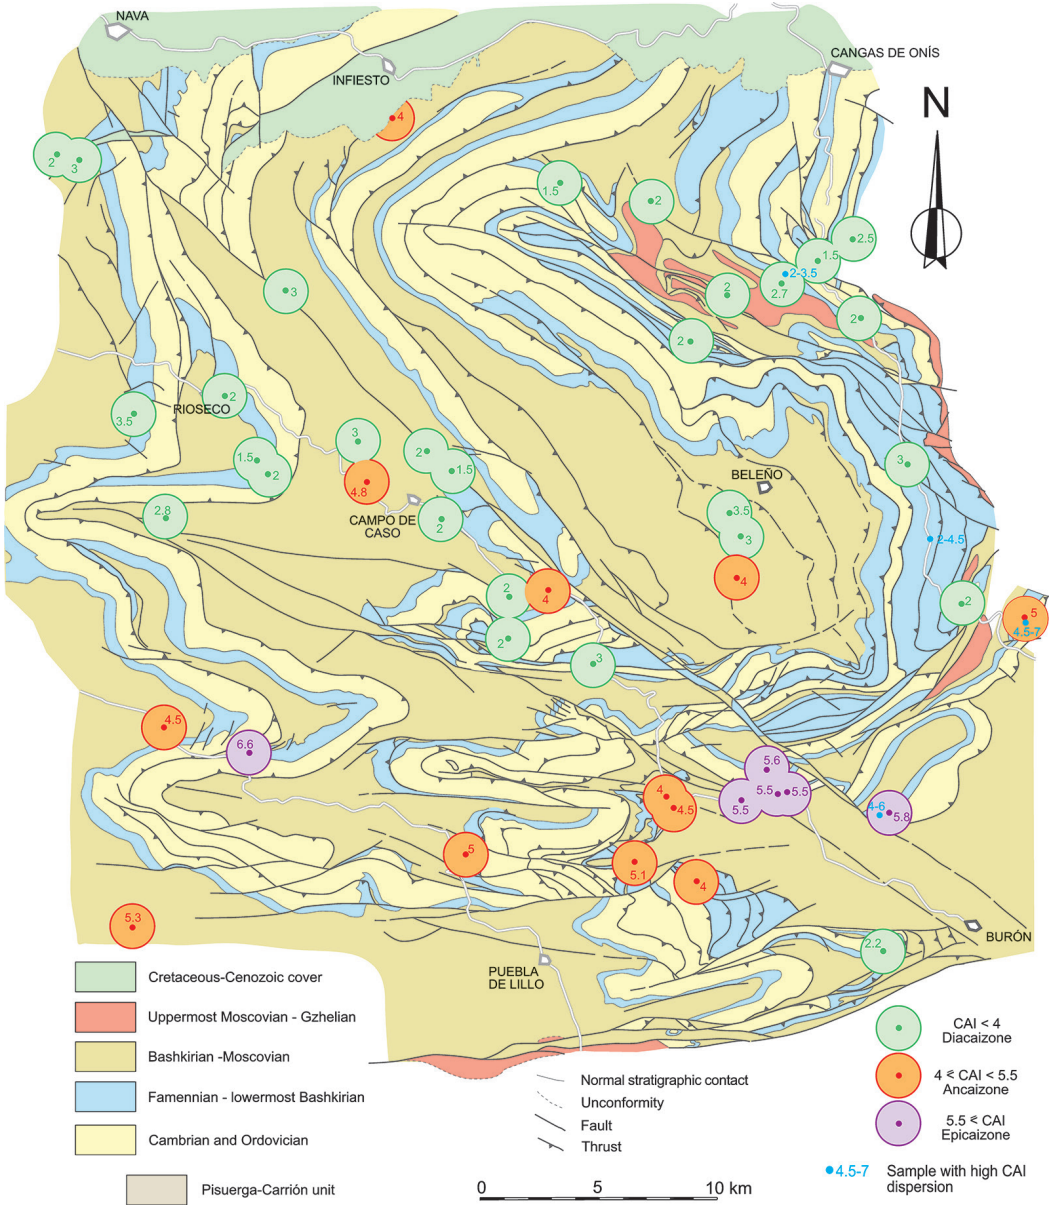 NAVA
INFIESTO
CANGAS DE ONÍS
N
4
2
3
1.5
2
2.5
1.5
2-3.5
2.7
2
2
2
3
2
RIOSECO
3.5
3
2
1.5
1.5
2
4.8
3
BELEÑO
2.8
CAMPO DE
CASO
2
3.5
3
2-4.5
4
2
4
2
5
4.5-7
2
3
4.5
6.6
5.6
5.5
5.5
5.5
4
4.5
4-6
5.8
5
5.1
4
5.3
2.2
BURÓN
PUEBLA
DE LILLO
Cretaceous-Cenozoic cover
Uppermost Moscovian - Gzhelian
Bashkirian -Moscovian
Famennian - lowermost Bashkirian
Cambrian and Ordovician
Pisuerga-Carrión unit
Normal stratigraphic contact
Unconformity
Fault
Thrust
0 5 10 km
CAI < 4
Diacaizone
4 ⩽ CAI < 5.5
Ancaizone
5.5 ⩽ CAI
Epicaizone
4.5-7 Sample with high CAI
dispersion